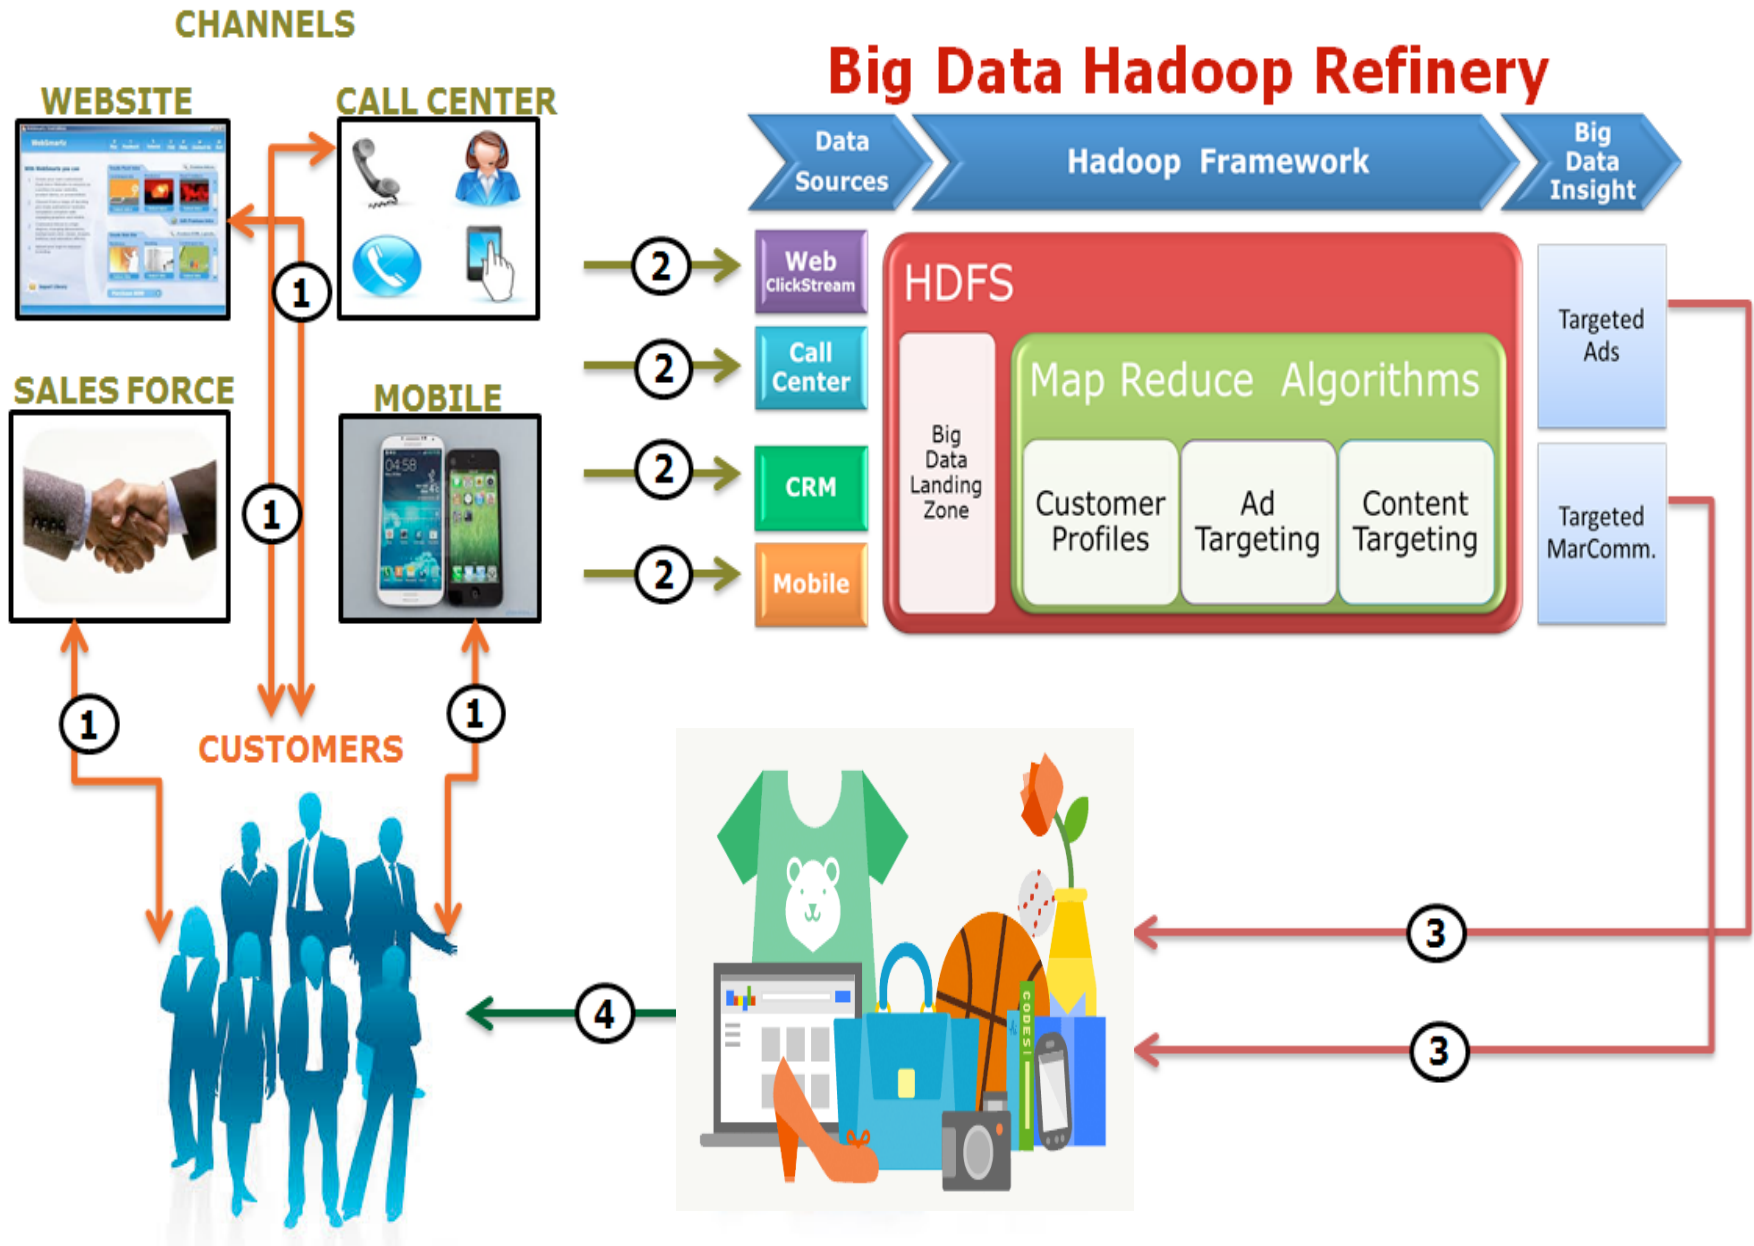 CHANNELS
WEBSITE
CALL CENTER
WebSmartz
1
SALES FORCE
MOBILE
04:58
1
1
1
CUSTOMERS
Big Data Hadoop Refinery
Data
Sources
Hadoop Framework
Big
Data
Insight
2
Web
ClickStream
2
Call
Center
2
CRM
2
Mobile
HDFS
Big
Data
Landing
Zone
Map Reduce Algorithms
Customer
Profiles
Ad
Targeting
Content
Targeting
Targeted
Ads
Targeted
MarComm.
3
3
CODES
4